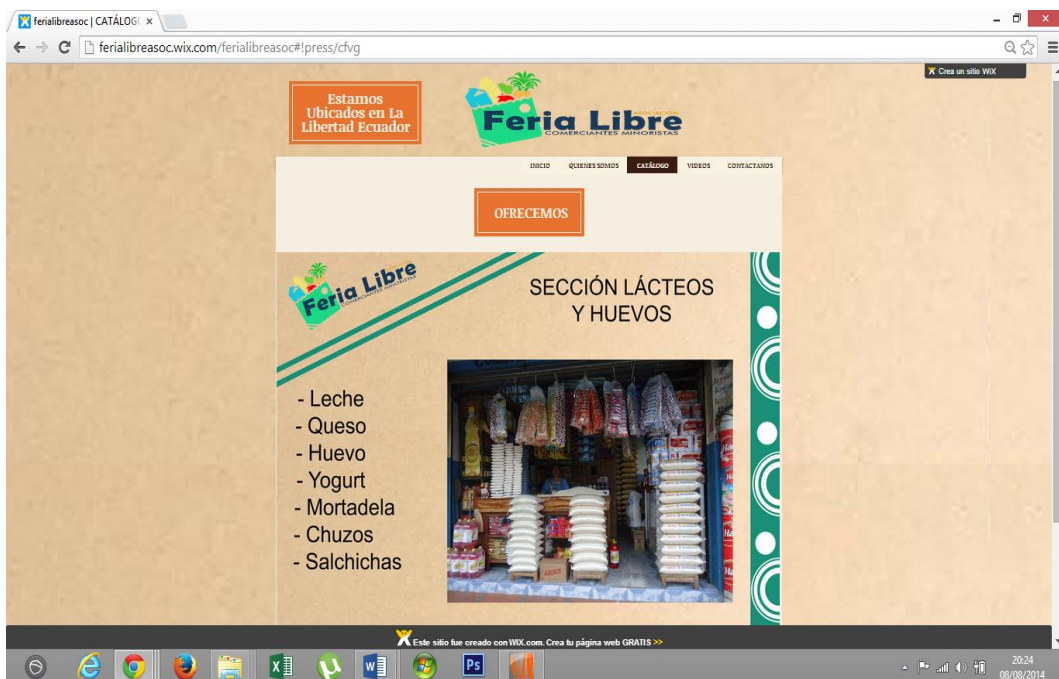 ferialibreasoc | CATÁLOGO
ferialibreasoc.wix.com/ferialibreasoc#!press/cfvg
Crea un sitio WiX
Estamos
Ubicados en La
Libertad Ecuador
Feria Libre
COMERCIANTES MINORISTAS
INICIO QUIENES SOMOS CATÁLOGO VIDEOS CONTACTANOS
OFRECEMOS
Feria Libre
COMERCIANTES MINORISTAS
SECCIÓN LÁCTEOS
Y HUEVOS
- Leche
- Queso
- Huevo
- Yogurt
- Mortadela
- Chuzos
- Salchichas
Este sitio fue creado con WIX.com. Crea tu página web GRATIS >>
Ps
20:24
08/08/2014